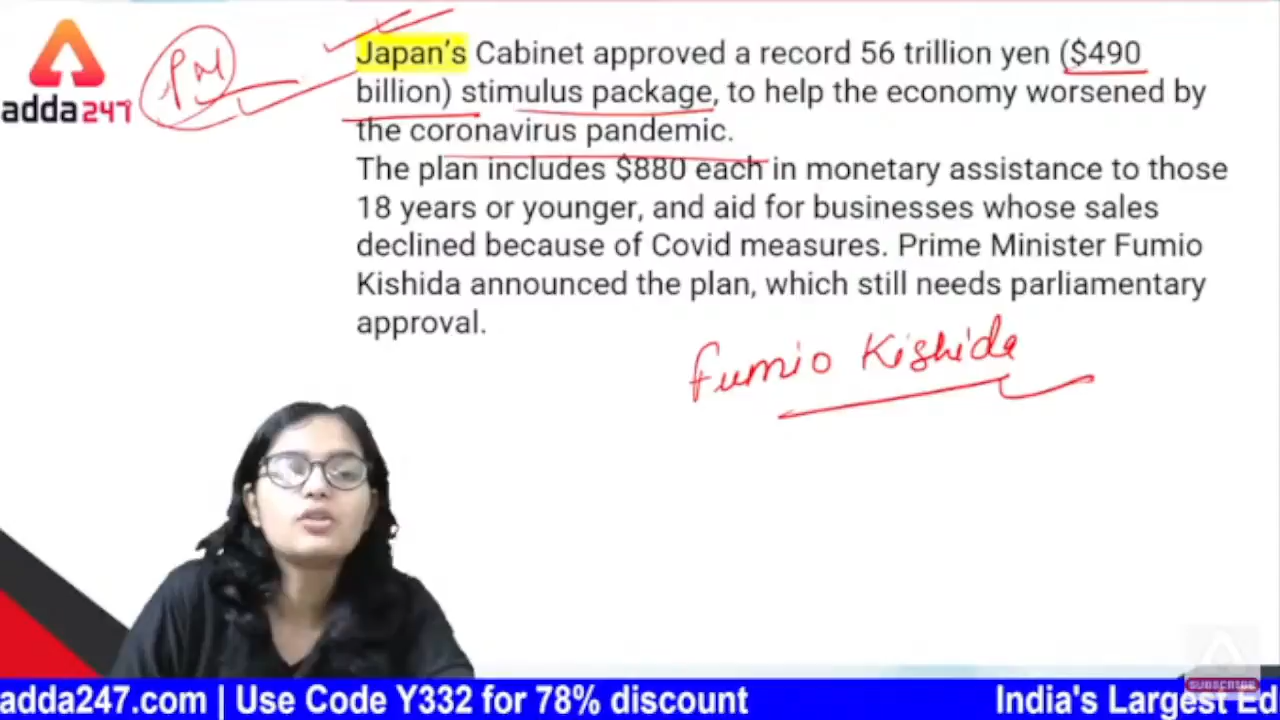 Japan's Cabinet approved a record 56 trillion yen ($490
billion) stimulus package, to help the economy worsened by
the coronavirus pandemic.
The plan includes $880 each in monetary assistance to those
18 years or younger, and aid for businesses whose sales
declined because of Covid measures. Prime Minister Fumio
Kishida announced the plan, which still needs parliamentary
approval.
PM
adda247
Fumio Kishida
SUBSCRIBE
adda247.com | Use Code Y332 for 78% discount
India's Largest Ed